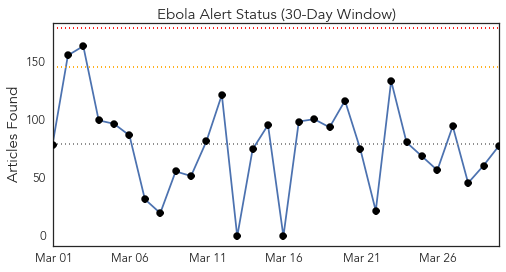 Ebola Alert Status (30-Day Window)
Articles Found
150
100
50
0
Mar 01 Mar 06 Mar 11 Mar 16 Mar 21 Mar 26